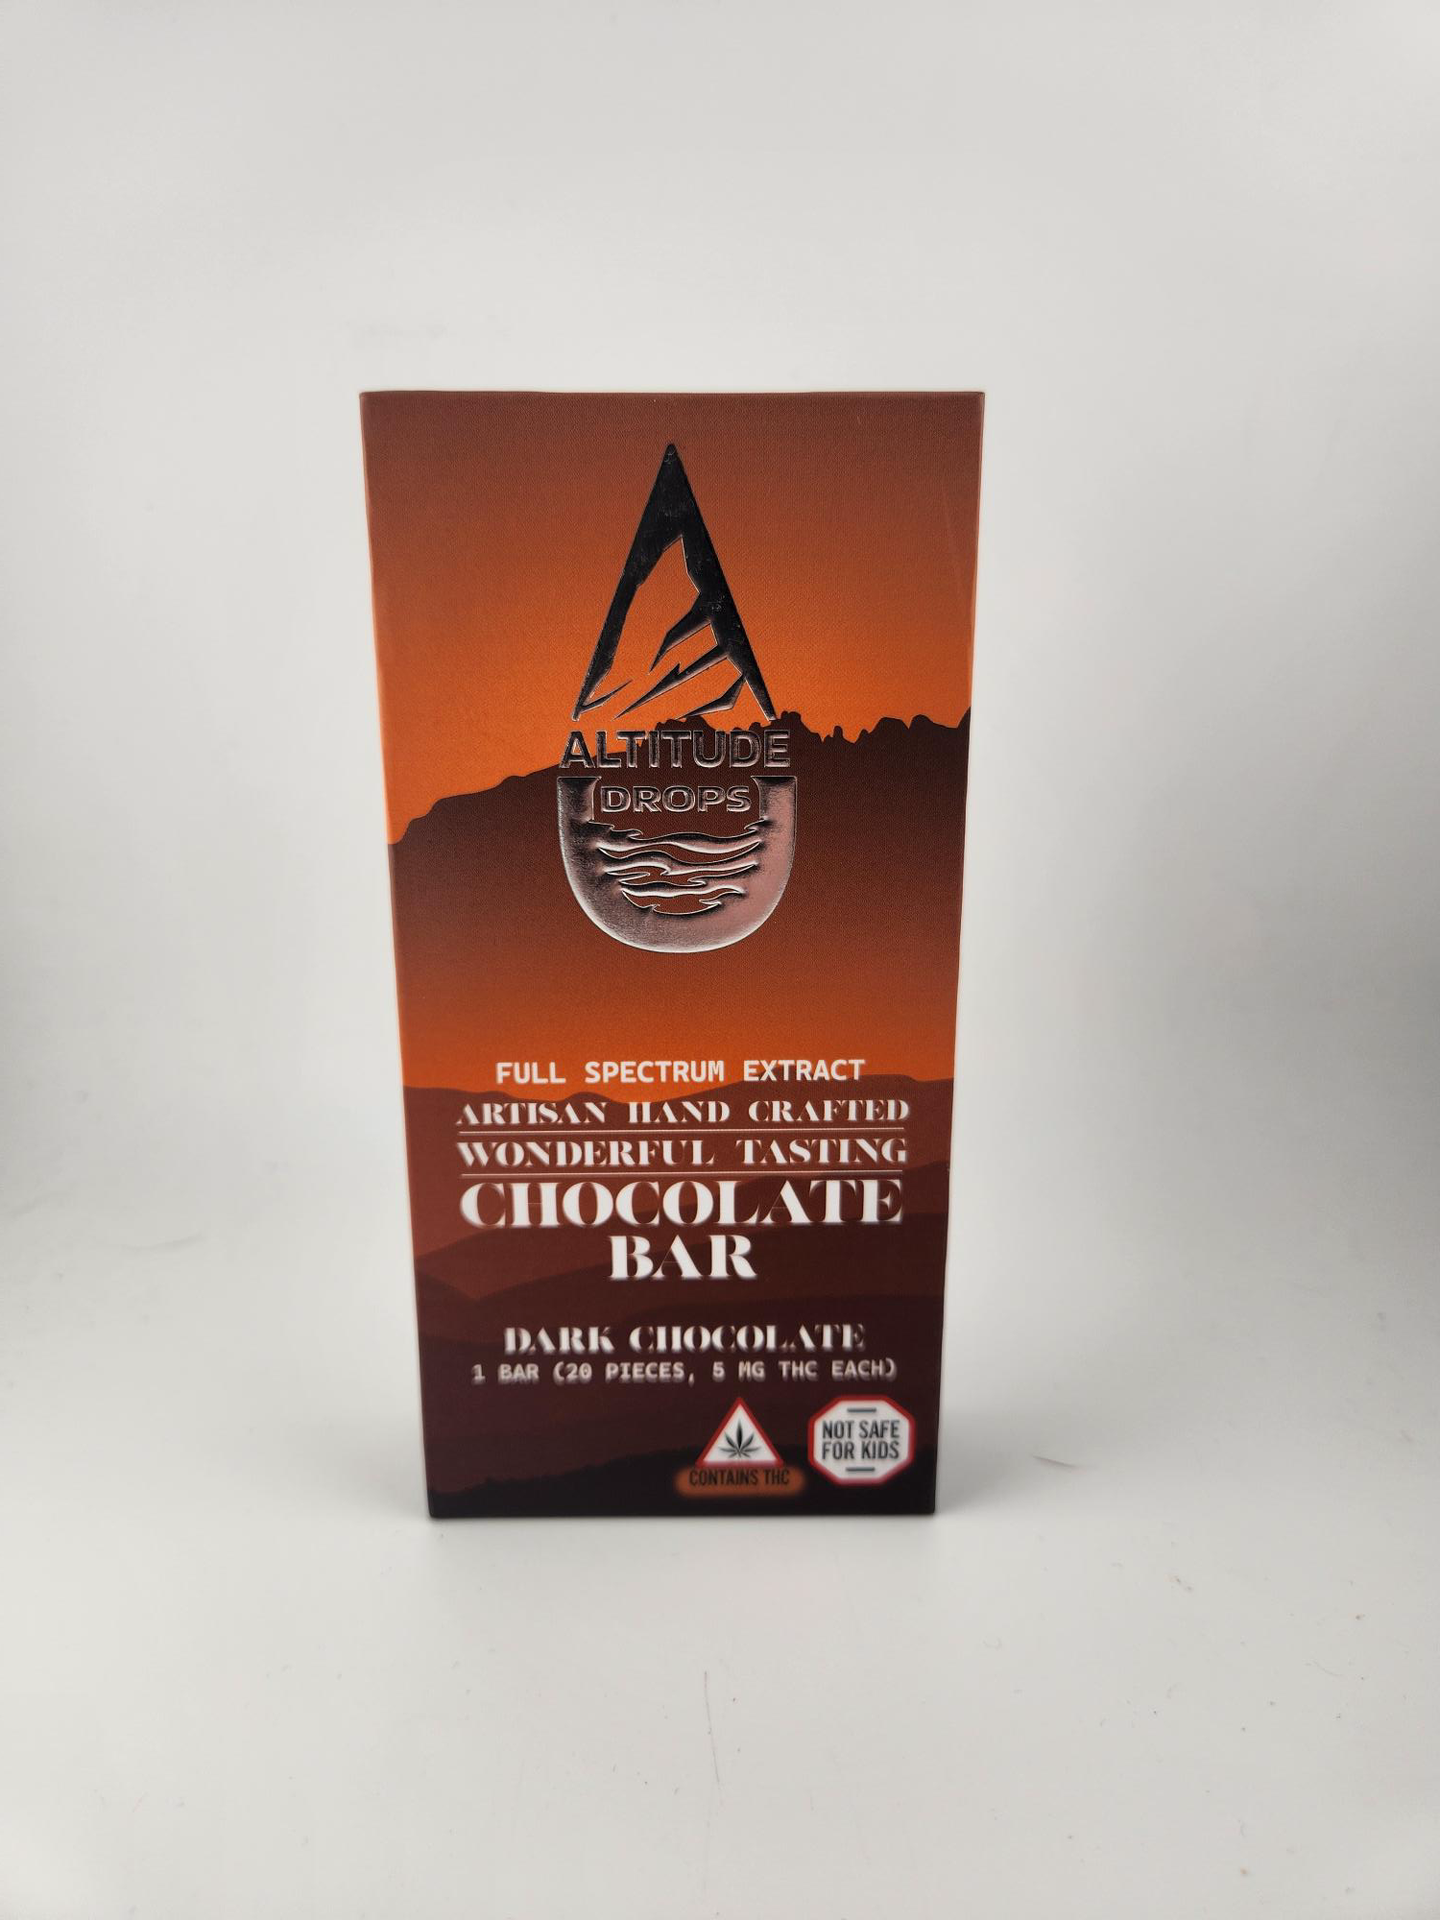 ALTITUDE
DROPS
FULL SPECTRUM EXTRACT
ARTISAN HAND CRAFTED
WONDERFUL TASTING
CHOCOLATE
BAR
DARK CHOCOLATE
1 BAR (20 PIECES, 5 MG THC EACH)
CONTAINS THC
NOT SAFE
FOR KIDS